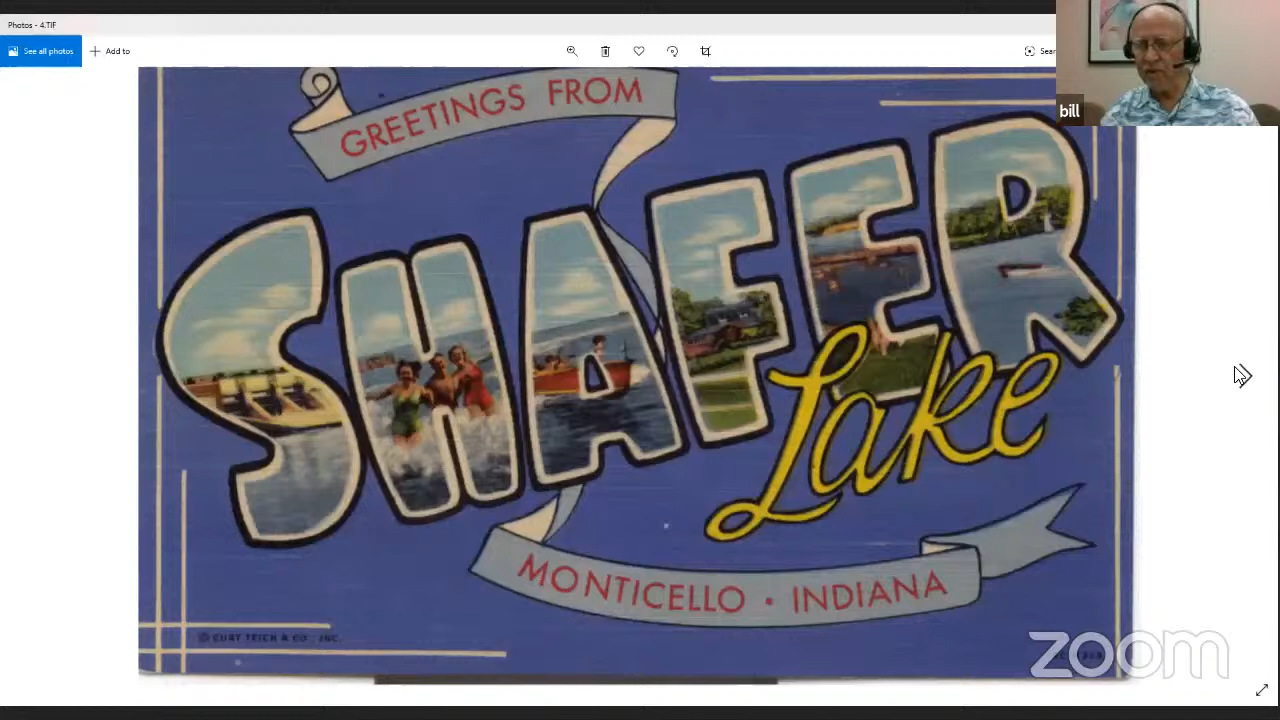 Photos - 4.TIF
See all photos
Add to
bill
GREETINGS FROM
SHAFER
Lake
MONTICELLO • INDIANA
© CURT TEICH & CO., INC.
zoom